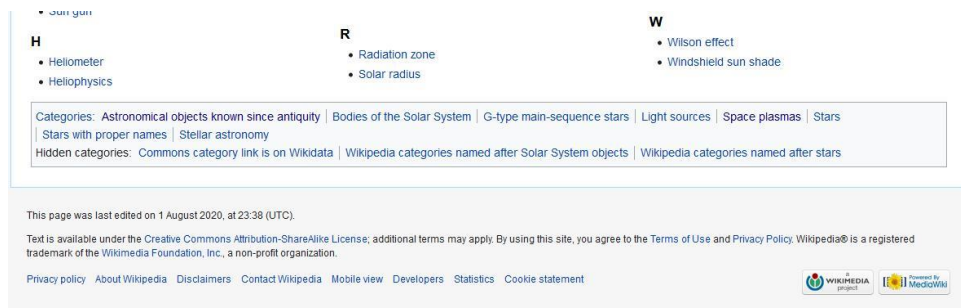 Sun gun
H
Heliometer
Heliophysics
R
Radiation zone
Solar radius
W
Wilson effect
Windshield sun shade
Categories: Astronomical objects known since antiquity | Bodies of the Solar System | G-type main-sequence stars | Light sources | Space plasmas | Stars
| Stars with proper names | Stellar astronomy
Hidden categories: Commons category link is on Wikidata | Wikipedia categories named after Solar System objects | Wikipedia categories named after stars
This page was last edited on 1 August 2020, at 23:38 (UTC).
Text is available under the Creative Commons Attribution-ShareAlike License; additional terms may apply. By using this site, you agree to the Terms of Use and Privacy Policy. Wikipedia® is a registered
trademark of the Wikimedia Foundation, Inc., a non-profit organization.
Privacy policy About Wikipedia Disclaimers Contact Wikipedia Mobile view Developers Statistics Cookie statement
a
WIKIMEDIA
project
Powered By
MediaWiki